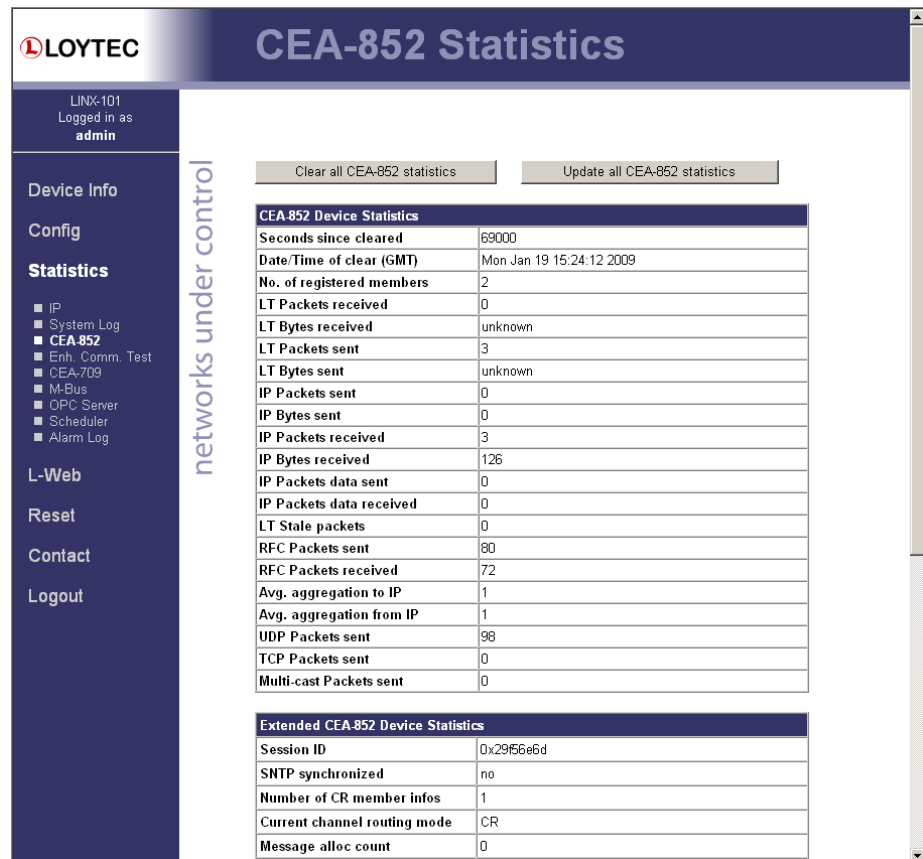 LOYTEC
CEA-852 Statistics
LINX-101
Logged in as
admin
Device Info
Config
Statistics
IP
System Log
CEA-852
Enh. Comm. Test
CEA-709
M-Bus
OPC Server
Scheduler
Alarm Log
L-Web
Reset
Contact
Logout
networks under control
Clear all CEA-852 statistics Update all CEA-852 statistics
CEA-852 Device Statistics
Seconds since cleared 69000
Date/Time of clear (GMT) Mon Jan 19 15:24:12 2009
No. of registered members 2
LT Packets received 0
LT Bytes received unknown
LT Packets sent 3
LT Bytes sent unknown
IP Packets sent 0
IP Bytes sent 0
IP Packets received 3
IP Bytes received 126
IP Packets data sent 0
IP Packets data received 0
LT Stale packets 0
RFC Packets sent 80
RFC Packets received 72
Avg. aggregation to IP 1
Avg. aggregation from IP 1
UDP Packets sent 98
TCP Packets sent 0
Multi-cast Packets sent 0
Extended CEA-852 Device Statistics
Session ID 0x29f56e6d
SNTP synchronized no
Number of CR member infos 1
Current channel routing mode CR
Message alloc count 0